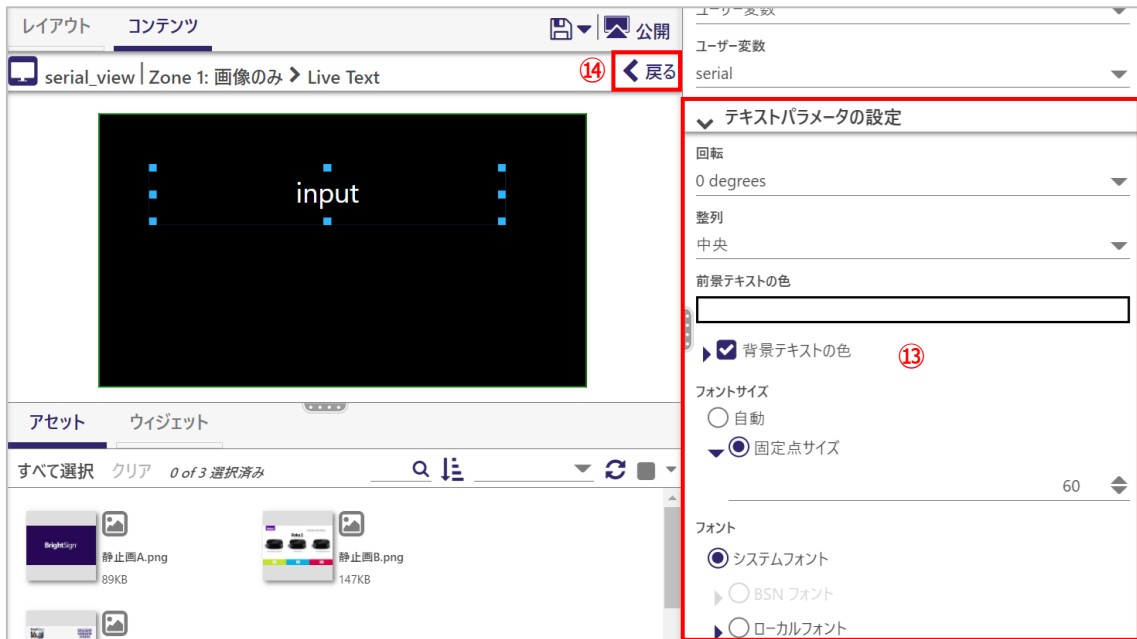 レイアウト
コンテンツ
公開
serial_view
Zone 1: 画像のみ
Live Text
⑭
戻る
input
アセット
ウィジェット
すべて選択
クリア
0 of 3 選択済み
BrightSign
静止画A.png
89KB
静止画B.png
147KB
ユーザー変数
ユーザー変数
serial
テキストパラメータの設定
回転
0 degrees
整列
中央
前景テキストの色
背景テキストの色
⑬
フォントサイズ
自動
固定点サイズ
60
フォント
システムフォント
BSN フォント
ローカルフォント